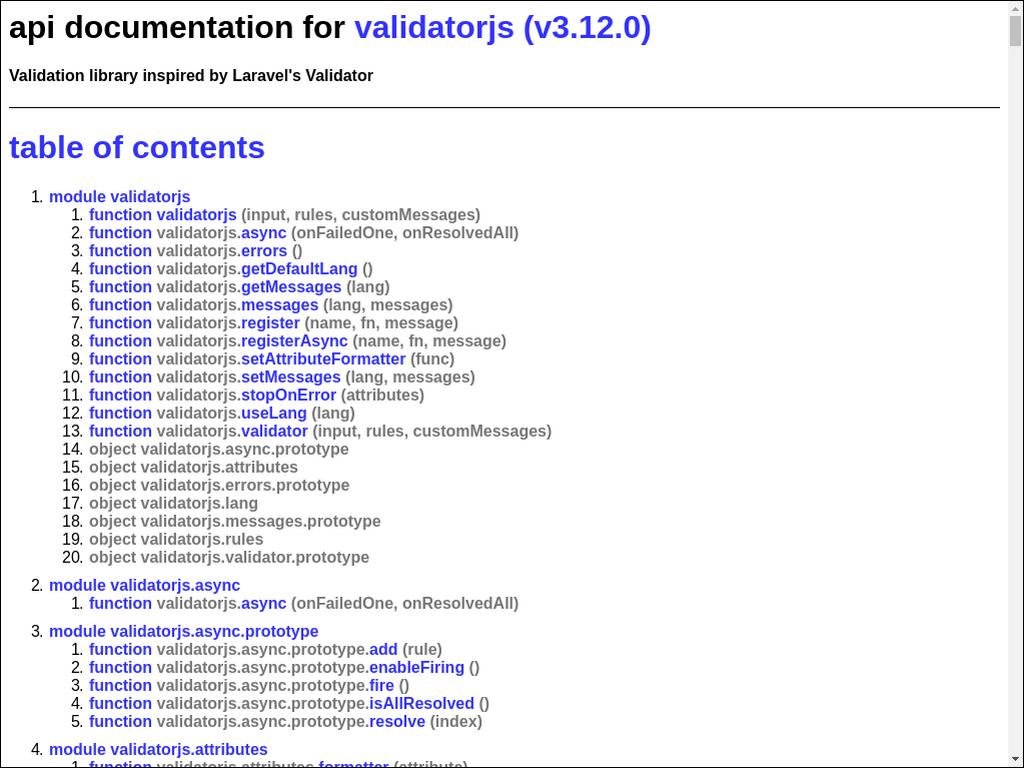 api documentation for validatorjs (v3.12.0)
Validation library inspired by Laravel's Validator
table of contents
1. module validatorjs
1. function validatorjs (input, rules, customMessages)
2. function validatorjs.async (onFailedOne, onResolvedAll)
3. function validatorjs.errors ()
4. function validatorjs.getDefaultLang ()
5. function validatorjs.getMessages (lang)
6. function validatorjs.messages (lang, messages)
7. function validatorjs.register (name, fn, message)
8. function validatorjs.registerAsync (name, fn, message)
9. function validatorjs.setAttributeFormatter (func)
10. function validatorjs.setMessages (lang, messages)
11. function validatorjs.stopOnError (attributes)
12. function validatorjs.useLang (lang)
13. function validatorjs.validator (input, rules, customMessages)
14. object validatorjs.async.prototype
15. object validatorjs.attributes
16. object validatorjs.errors.prototype
17. object validatorjs.lang
18. object validatorjs.messages.prototype
19. object validatorjs.rules
20. object validatorjs.validator.prototype
2. module validatorjs.async
1. function validatorjs.async (onFailedOne, onResolvedAll)
3. module validatorjs.async.prototype
1. function validatorjs.async.prototype.add (rule)
2. function validatorjs.async.prototype.enableFiring ()
3. function validatorjs.async.prototype.fire ()
4. function validatorjs.async.prototype.isAllResolved ()
5. function validatorjs.async.prototype.resolve (index)
4. module validatorjs.attributes
1. function validatorjs.attributes.formatter (attribute)